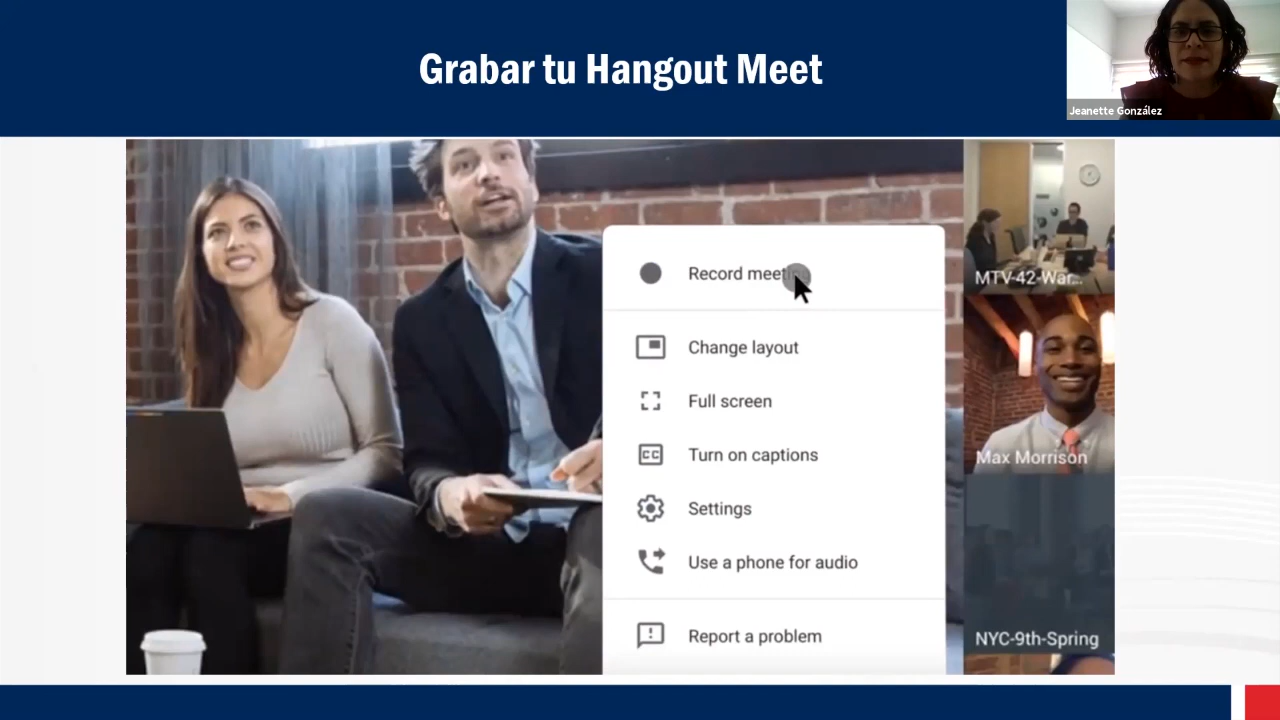 Grabar tu Hangout Meet
Jeanette González
Record meeting
Change layout
Full screen
Turn on captions
Settings
Use a phone for audio
Report a problem
MTV-42-War...
Max Morrison
NYC-9th-Spring